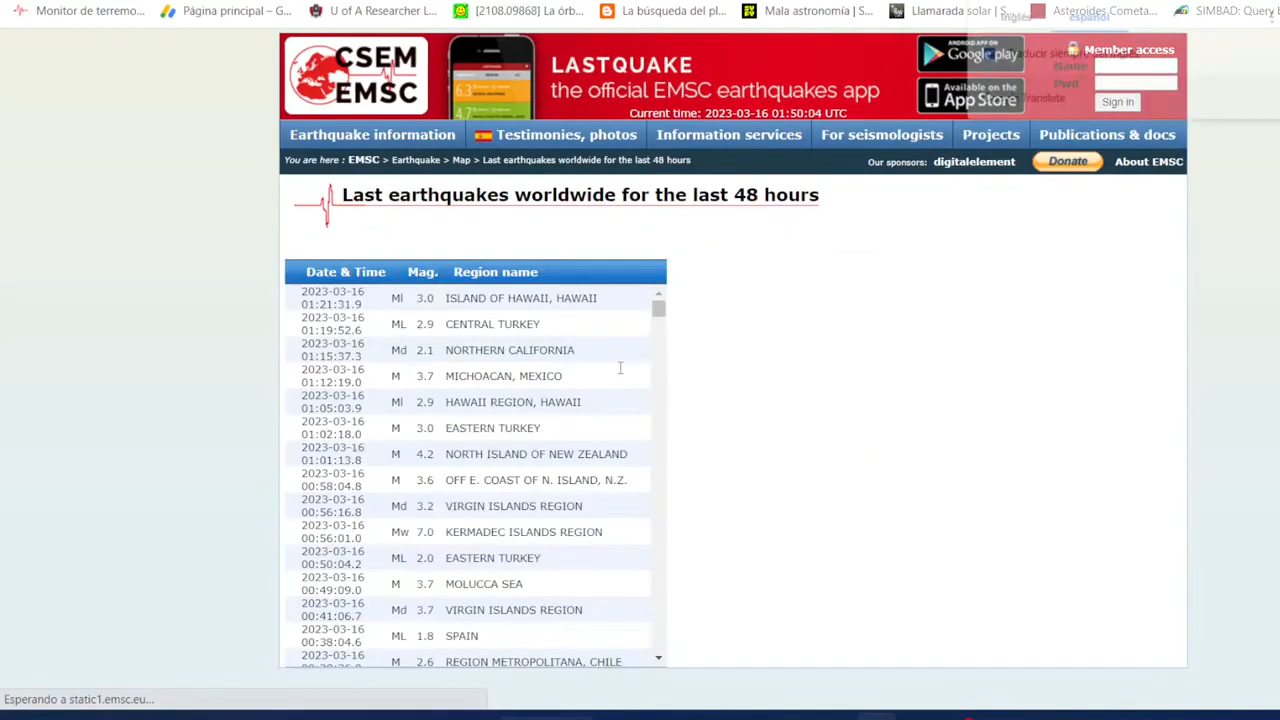 Monitor de terremo...
Página principal – G...
U of A Researcher L...
[2108.09868] La órb...
La búsqueda del pl...
Mala astronomía | S...
Llamarada solar | S...
Asteroides Cometa...
SIMBAD: Query l
inglés
español
CSEM
EMSC
LASTQUAKE
the official EMSC earthquakes app
Current time: 2023-03-16 01:50:04 UTC
ANDROID APP ON
Google play
Available on the
App Store
Member access
Name
Pwd
Sign in
Earthquake information
Testimonies, photos
Information services
For seismologists
Projects
Publications & docs
You are here : EMSC > Earthquake > Map > Last earthquakes worldwide for the last 48 hours
Our sponsors: digitalelement
Donate
About EMSC
Last earthquakes worldwide for the last 48 hours
Date & Time Mag. Region name
2023-03-16
01:21:31.9 Ml 3.0 ISLAND OF HAWAII, HAWAII
2023-03-16
01:19:52.6 ML 2.9 CENTRAL TURKEY
2023-03-16
01:15:37.3 Md 2.1 NORTHERN CALIFORNIA
2023-03-16
01:12:19.0 M 3.7 MICHOACAN, MEXICO
2023-03-16
01:05:03.9 Ml 2.9 HAWAII REGION, HAWAII
2023-03-16
01:02:18.0 M 3.0 EASTERN TURKEY
2023-03-16
01:01:13.8 M 4.2 NORTH ISLAND OF NEW ZEALAND
2023-03-16
00:58:04.8 M 3.6 OFF E. COAST OF N. ISLAND, N.Z.
2023-03-16
00:56:16.8 Md 3.2 VIRGIN ISLANDS REGION
2023-03-16
00:56:01.0 Mw 7.0 KERMADEC ISLANDS REGION
2023-03-16
00:50:04.2 ML 2.0 EASTERN TURKEY
2023-03-16
00:49:09.0 M 3.7 MOLUCCA SEA
2023-03-16
00:41:06.7 Md 3.7 VIRGIN ISLANDS REGION
2023-03-16
00:38:04.6 ML 1.8 SPAIN
2023-03-16
M 2.6 REGION METROPOLITANA, CHILE
Esperando a static1.emsc.eu...